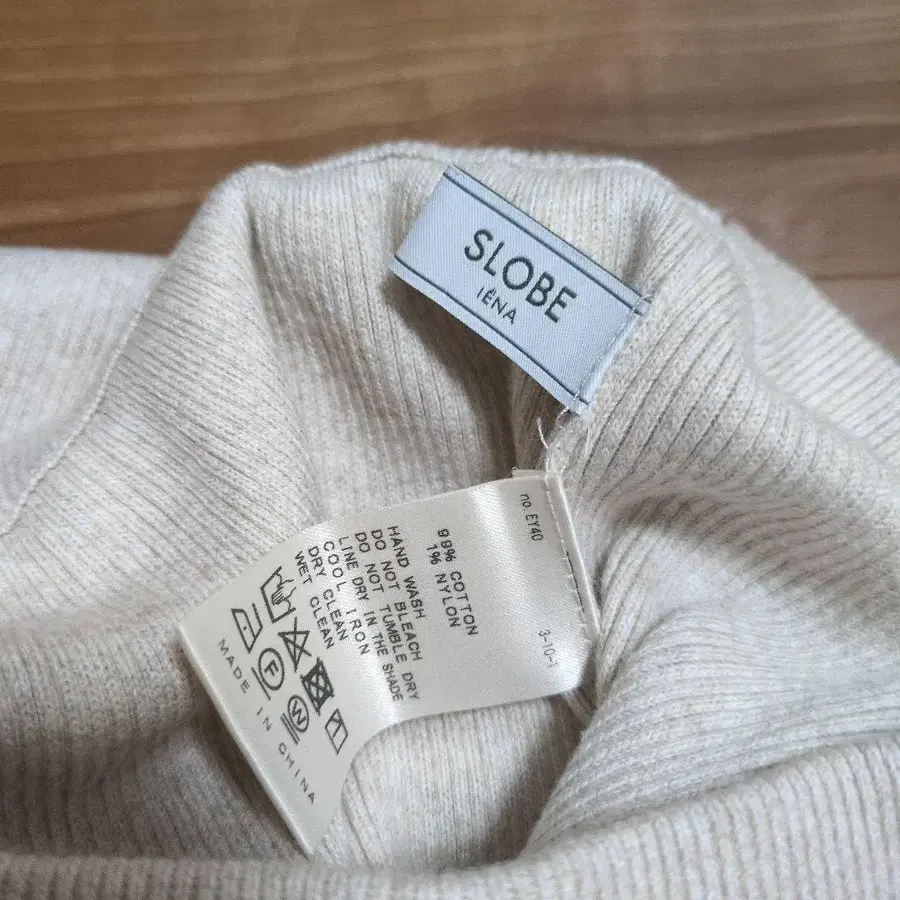 SLOBE
IÉNA
no. EY40
3-10-1
99% COTTON
1% NYLON
HAND WASH
DO NOT BLEACH
DO NOT TUMBLE DRY
LINE DRY IN THE SHADE
COOL IRON
DRY CLEAN
WET CLEAN
F
W
MADE IN CHINA